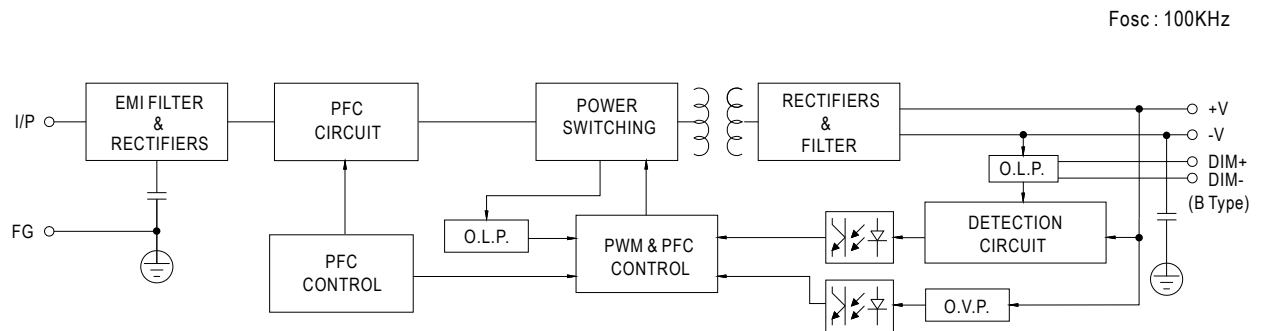 Fosc : 100KHz
I/P
EMI FILTER
&
RECTIFIERS
PFC
CIRCUIT
POWER
SWITCHING
RECTIFIERS
&
FILTER
+V
-V
DIM+
DIM-
(B Type)
O.L.P.
FG
O.L.P.
PFC
CONTROL
PWM & PFC
CONTROL
DETECTION
CIRCUIT
O.V.P.